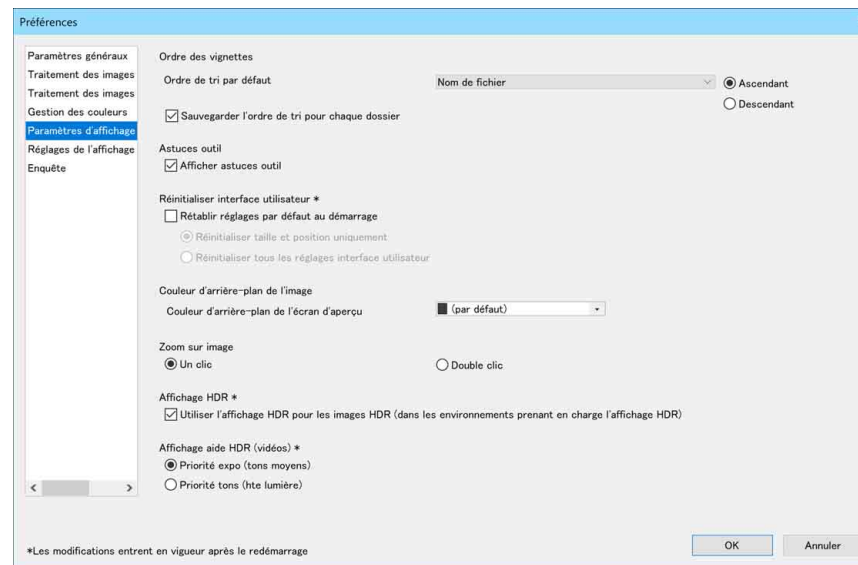 Préférences
Paramètres généraux
Traitement des images
Traitement des images
Gestion des couleurs
Paramètres d'affichage
Réglages de l'affichage
Enquête
Ordre des vignettes
Ordre de tri par défaut
Nom de fichier
Ascendant
Descendant
Sauvegarder l'ordre de tri pour chaque dossier
Astuces outil
Afficher astuces outil
Réinitialiser interface utilisateur *
Rétablir réglages par défaut au démarrage
Réinitialiser taille et position uniquement
Réinitialiser tous les réglages interface utilisateur
Couleur d'arrière-plan de l'image
Couleur d'arrière-plan de l'écran d'aperçu
(par défaut)
Zoom sur image
Un clic
Double clic
Affichage HDR *
Utiliser l'affichage HDR pour les images HDR (dans les environnements prenant en charge l'affichage HDR)
Affichage aide HDR (vidéos) *
Priorité expo (tons moyens)
Priorité tons (hte lumière)
*Les modifications entrent en vigueur après le redémarrage
OK
Annuler